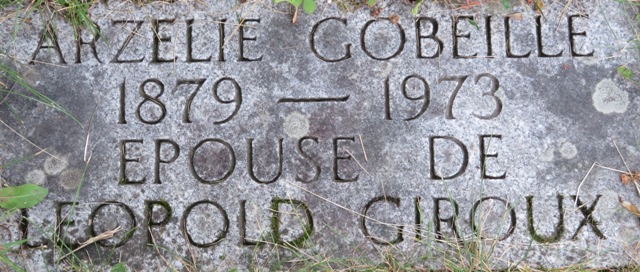 ARZELIE GOBEILLE
1879 — 1973
EPOUSE DE
LEOPOLD GIROUX